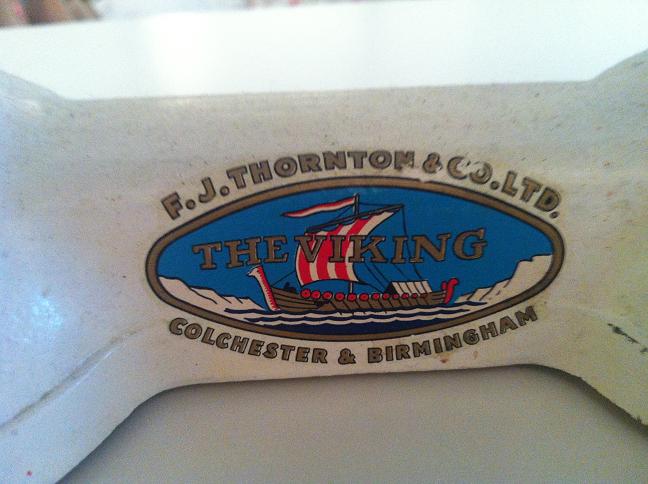 F.J. THORNTON & CO. LTD.
THE VIKING
COLCHESTER & BIRMINGHAM